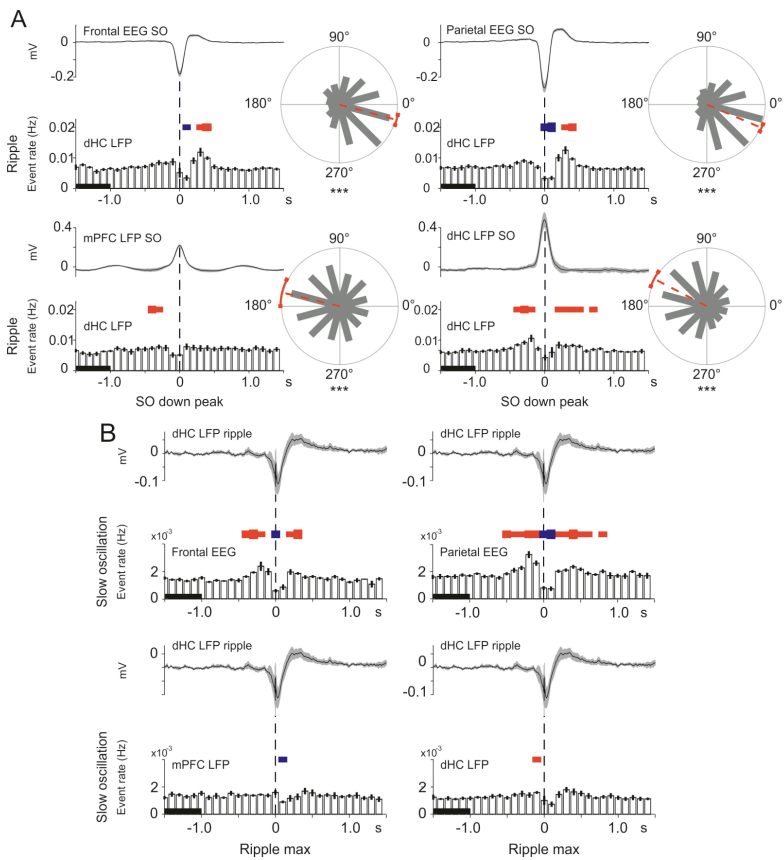 A
Frontal EEG SO
Parietal EEG SO
mV
0
-0.2
0
-0.2
90°
180°
0°
270°
***
90°
180°
0°
270°
***
Ripple
Event rate (Hz)
0.02
0.01
0
dHC LFP
-1.0 0 1.0 s
0.02
0.01
0
dHC LFP
-1.0 0 1.0 s
mV
0.4
0
mPFC LFP SO
0.4
0
dHC LFP SO
90°
180°
0°
270°
***
90°
180°
0°
270°
***
Ripple
Event rate (Hz)
0.02
0.01
0
dHC LFP
-1.0 0 1.0 s
0.02
0.01
0
dHC LFP
-1.0 0 1.0 s
SO down peak
SO down peak
B
dHC LFP ripple
dHC LFP ripple
mV
0
-0.1
0
-0.1
Slow oscillation
Event rate (Hz)
x10⁻³
2
0
Frontal EEG
-1.0 0 1.0 s
x10⁻³
2
0
Parietal EEG
-1.0 0 1.0 s
dHC LFP ripple
dHC LFP ripple
mV
0
0
-0.1
Slow oscillation
Event rate (Hz)
x10⁻³
2
0
mPFC LFP
-1.0 0 1.0 s
x10⁻³
2
0
dHC LFP
-1.0 0 1.0 s
Ripple max
Ripple max